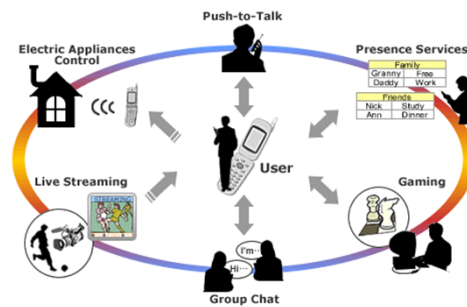 Push-to-Talk
Electric Appliances
Control
Presence Services
Family
Granny Free
Daddy Work
Friends
Nick Study
Ann Dinner
User
Live Streaming
STREAMING
Gaming
I'm··
Hi···
Group Chat